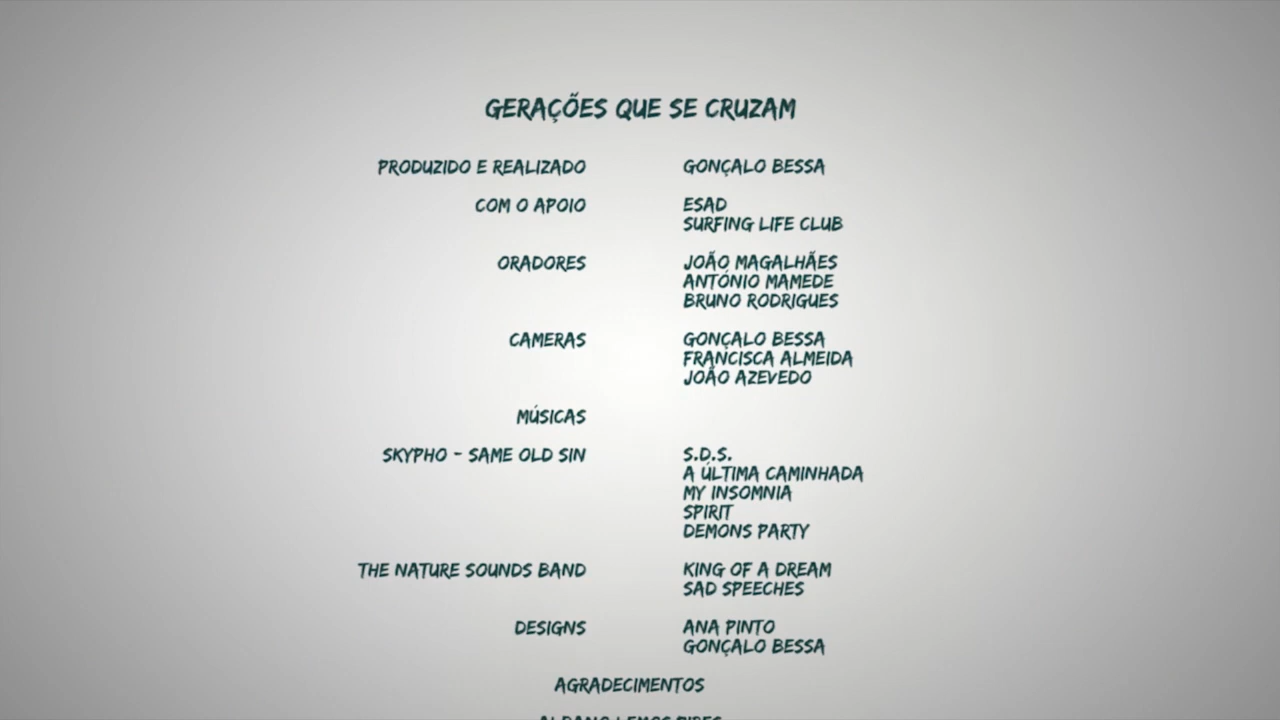 GERAÇÕES QUE SE CRUZAM
PRODUZIDO E REALIZADO GONÇALO BESSA
COM O APOIO ESAD
SURFING LIFE CLUB
ORADORES JOÃO MAGALHÃES
ANTÓNIO MAMEDE
BRUNO RODRIGUES
CAMERAS GONÇALO BESSA
FRANCISCA ALMEIDA
JOÃO AZEVEDO
MÚSICAS
SKYPHO - SAME OLD SIN S.D.S.
A ÚLTIMA CAMINHADA
MY INSOMNIA
SPIRIT
DEMONS PARTY
THE NATURE SOUNDS BAND KING OF A DREAM
SAD SPEECHES
DESIGNS ANA PINTO
GONÇALO BESSA
AGRADECIMENTOS